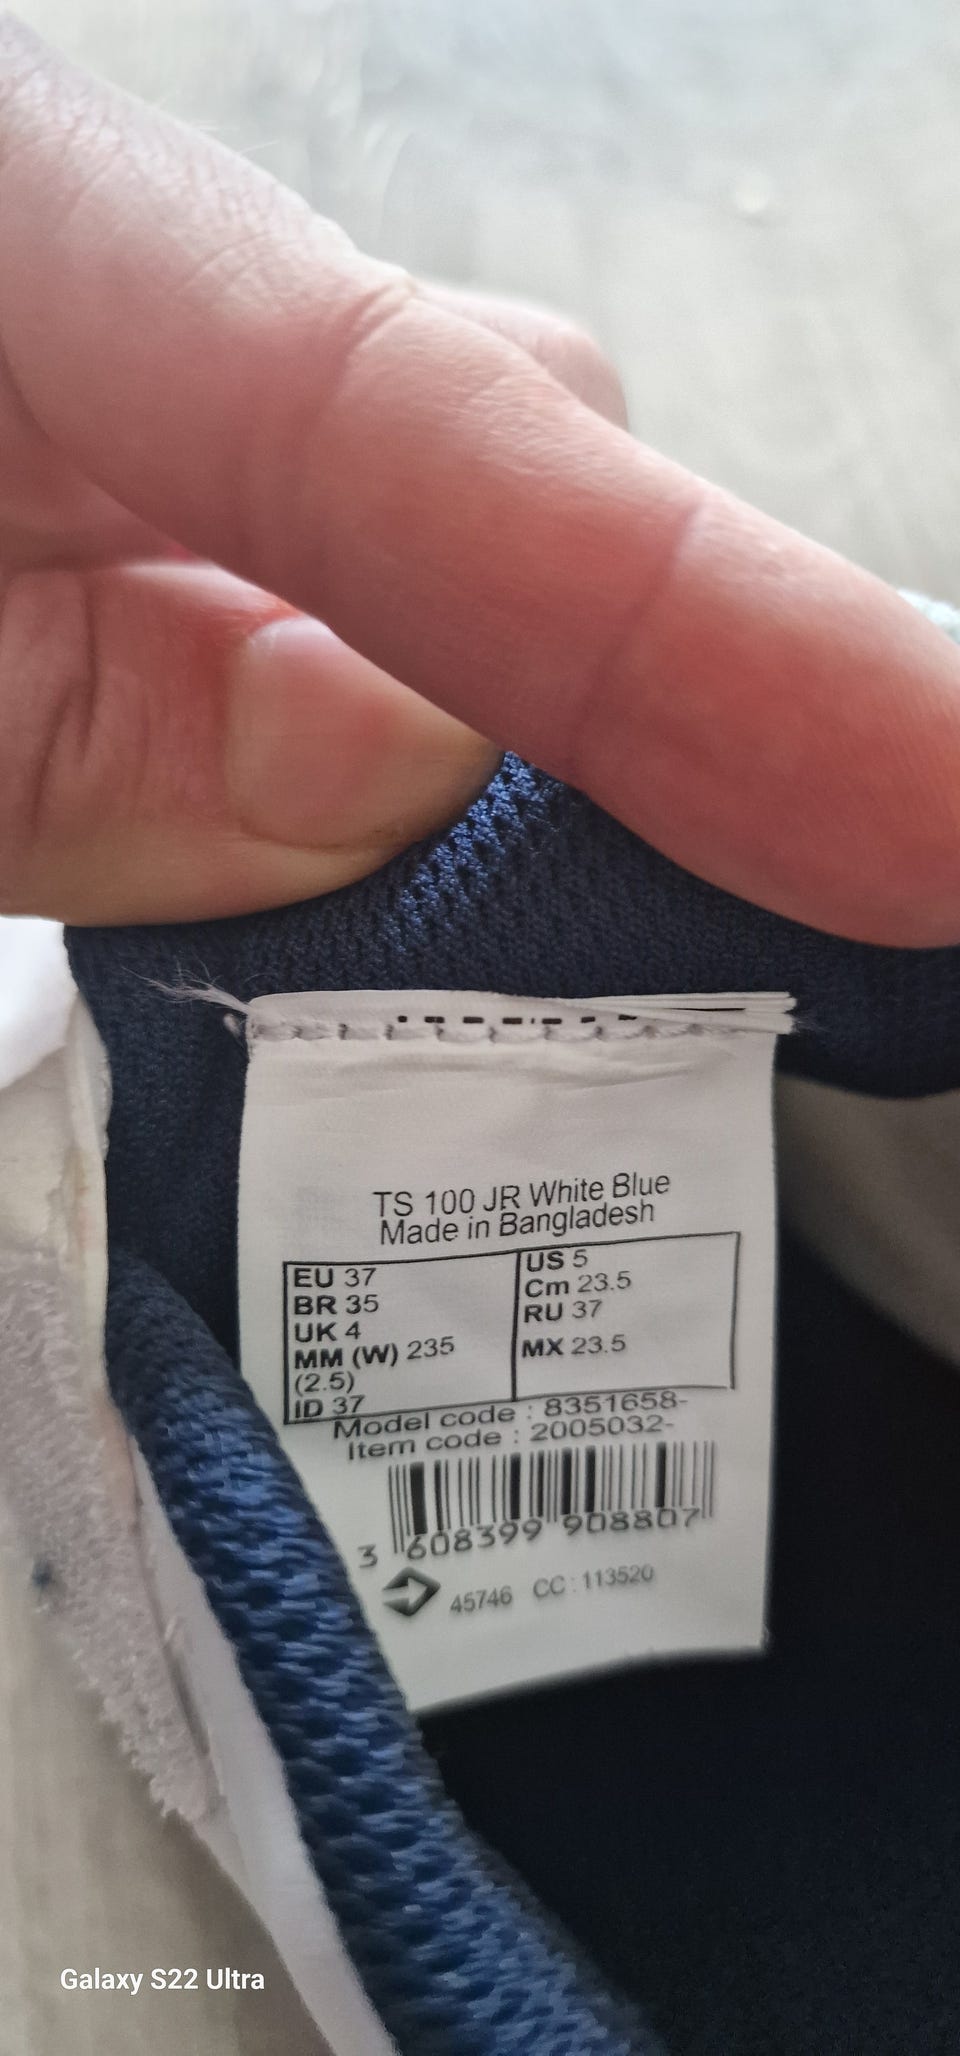 TS 100 JR White Blue
Made in Bangladesh
EU 37
BR 35
UK 4
MM (W) 235
(2.5)
ID 37
US 5
Cm 23.5
RU 37
MX 23.5
Model code : 8351658-
Item code : 2005032-
3 608399 908807
45746 CC : 113520
Galaxy S22 Ultra